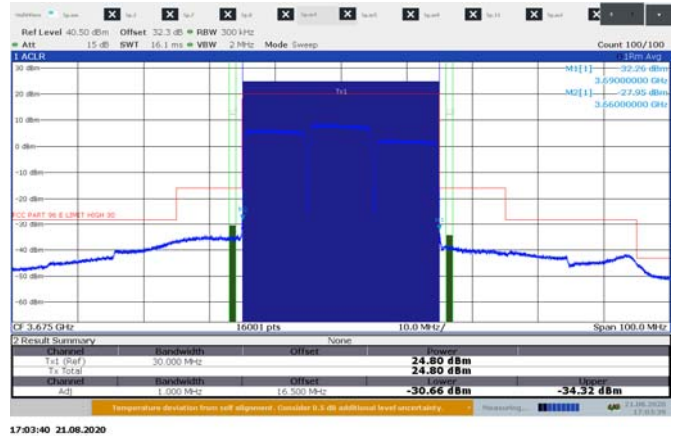 Ref Level 40.50 dBm Offset 32.3 dB RBW 300 kHz
Att 15 dB SWT 16.1 ms VBW 2 MHz Mode Sweep Count 100/100
1 ACLR 1Rm Avg
M1[1] 32.26 dBm
3.69000000 GHz
M2[1] -27.95 dBm
3.66000000 GHz
30 dBm
20 dBm
Tx1
10 dBm
0 dBm
-10 dBm
-20 dBm
FCC PART 96 E LIMIT HIGH 30
-30 dBm
-40 dBm
-50 dBm
-60 dBm
CF 3.675 GHz 16001 pts 10.0 MHz/ Span 100.0 MHz
2 Result Summary None
Channel Bandwidth Offset Power
Tx1 (Ref) 30.000 MHz 24.80 dBm
Tx Total 24.80 dBm
Channel Bandwidth Offset Lower Upper
Adj 1.000 MHz 16.500 MHz -30.66 dBm -34.32 dBm
Temperature deviation from self alignment. Consider 0.5 dB additional level uncertainty. Measuring... 21.08.2020
17:03:40 21.08.2020